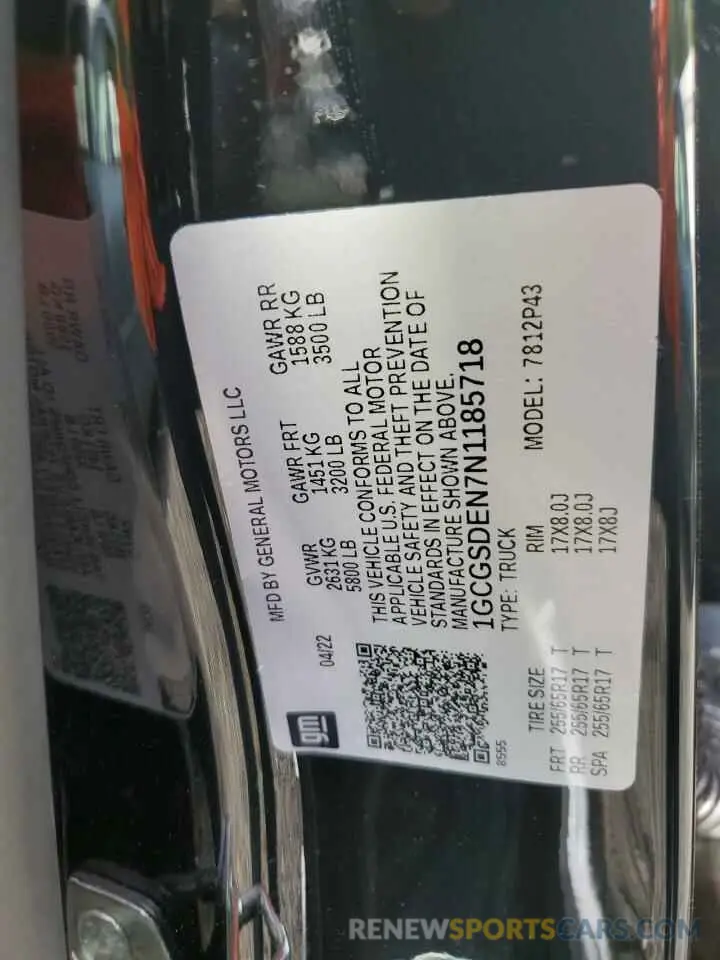 MFD BY GENERAL MOTORS LLC
04/22
GVWR GAWR FRT GAWR RR
2631 KG 1451 KG 1588 KG
5800 LB 3200 LB 3500 LB
THIS VEHICLE CONFORMS TO ALL
APPLICABLE U.S. FEDERAL MOTOR
VEHICLE SAFETY AND THEFT PREVENTION
STANDARDS IN EFFECT ON THE DATE OF
MANUFACTURE SHOWN ABOVE.
1GCGSDEN7N1185718
TYPE: TRUCK
gm
8555
TIRE SIZE RIM MODEL: 7812P43
FRT 255/65R17 T 17X8.0J
RR 255/65R17 T 17X8.0J
SPA 255/65R17 T 17X8J
RENEWSPORTSCARS.COM